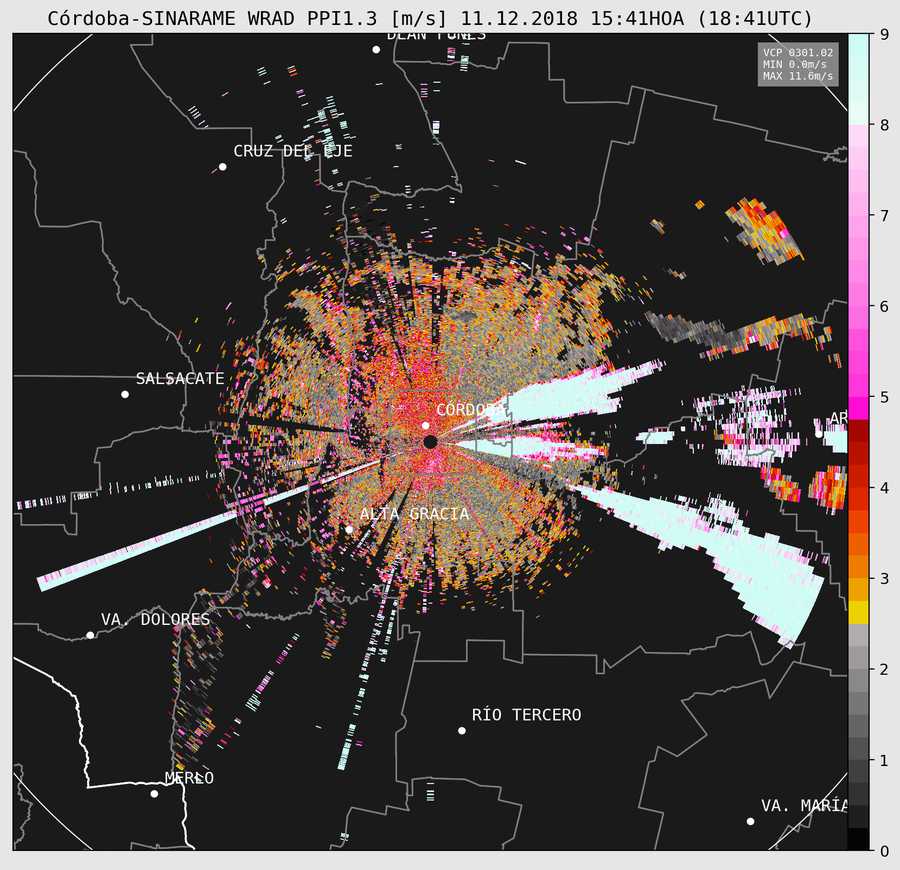 Córdoba-SINARAME WRAD PPI1.3 [m/s] 11.12.2018 15:41HOA (18:41UTC)
DEAN FUNES
VCP 0301.02
MIN 0.0m/s
MAX 11.6m/s
9
8
CRUZ DEL EJE
7
6
SALSACATE
5
CÓRDOBA
AR
4
ALTA GRACIA
3
VA. DOLORES
2
RÍO TERCERO
1
MERLO
VA. MARÍA
0